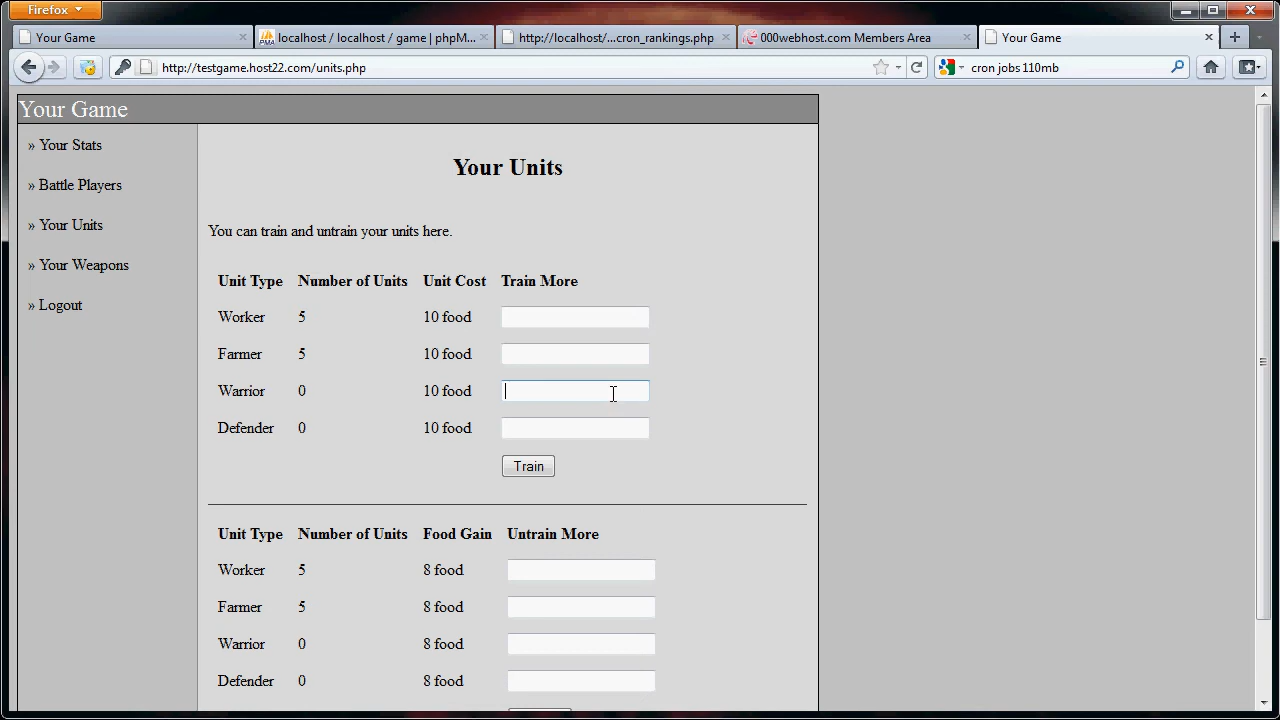 Firefox
Your Game
localhost / localhost / game | phpM...
http://localhost/...cron_rankings.php
000webhost.com Members Area
Your Game
http://testgame.host22.com/units.php
cron jobs 110mb
Your Game
» Your Stats
» Battle Players
» Your Units
» Your Weapons
» Logout
Your Units
You can train and untrain your units here.
Unit Type Number of Units Unit Cost Train More
Worker 5 10 food
Farmer 5 10 food
Warrior 0 10 food
Defender 0 10 food
Train
Unit Type Number of Units Food Gain Untrain More
Worker 5 8 food
Farmer 5 8 food
Warrior 0 8 food
Defender 0 8 food